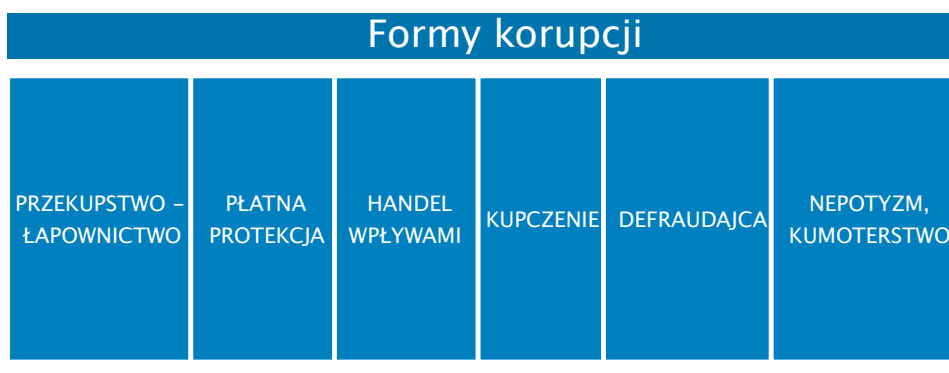 Formy korupcji
PRZEKUPSTWO –
ŁAPOWNICTWO
PŁATNA
PROTEKCJA
HANDEL
WPŁYWAMI
KUPCZENIE
DEFRAUDAJCA
NEPOTYZM,
KUMOTERSTWO